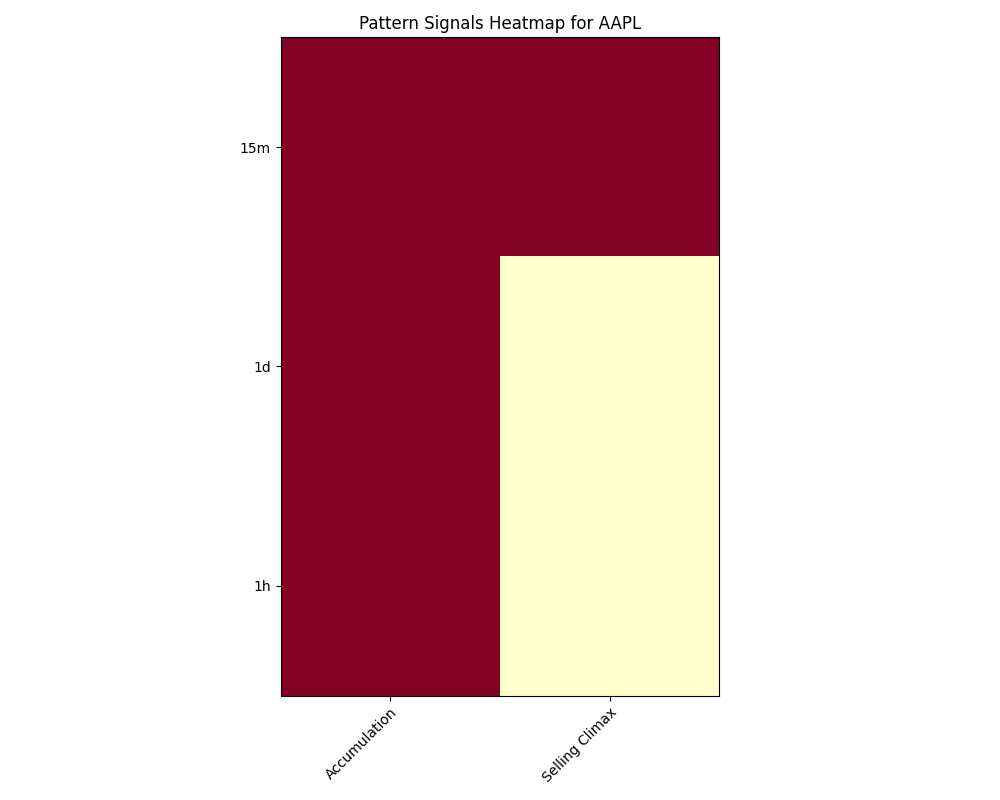 Pattern Signals Heatmap for AAPL
15m
1d
1h
Accumulation
Selling Climax